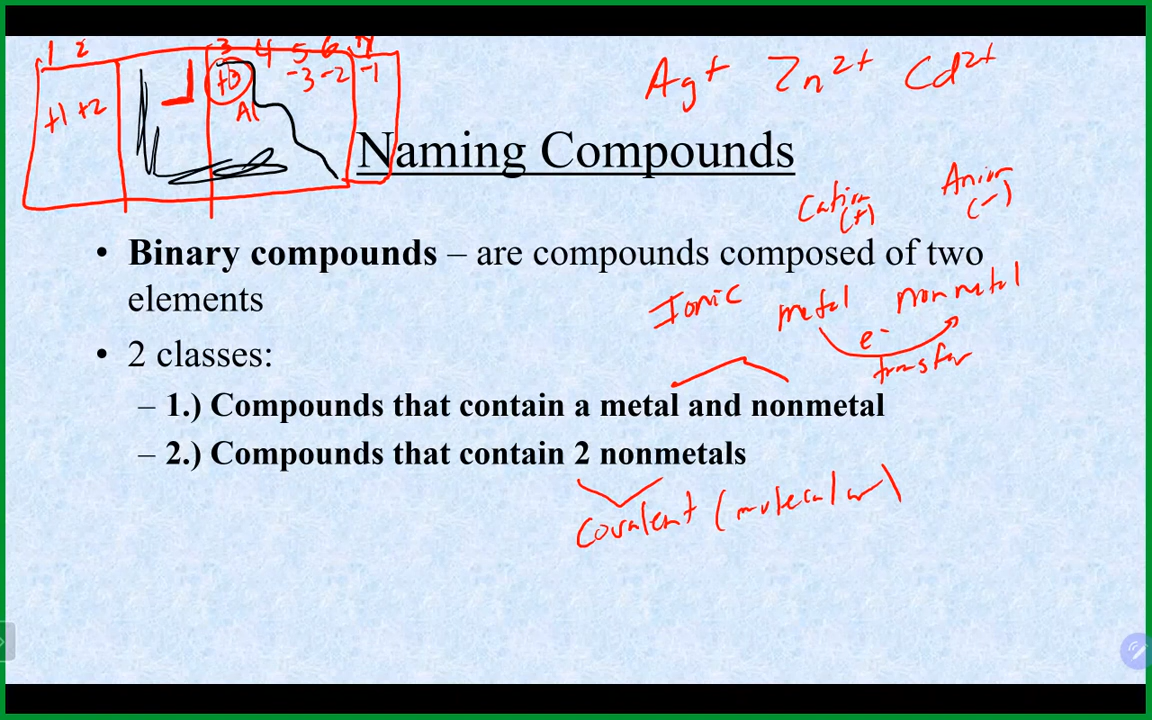 1 2 3 4 5 6 7
+1 +2 +3 -3 -2 -1
Al
Ag+ Zn2+ Cd2+
Naming Compounds
Cation Anion
(+) (-)
• Binary compounds – are compounds composed of two
elements
Ionic metal nonmetal
e-
transfer
• 2 classes:
– 1.) Compounds that contain a metal and nonmetal
– 2.) Compounds that contain 2 nonmetals
Covalent (molecular)